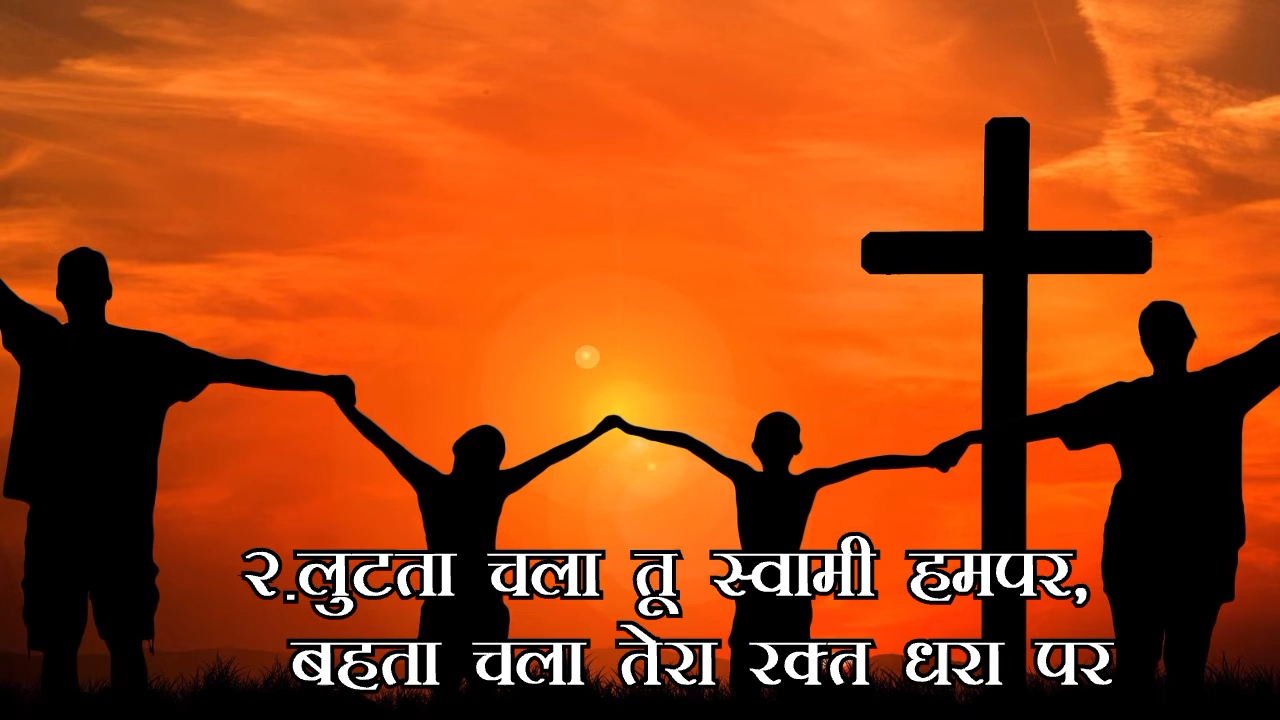 २.लुटता चला तू स्वामी हमपर,
बहता चला तेरा रक्त धरा पर